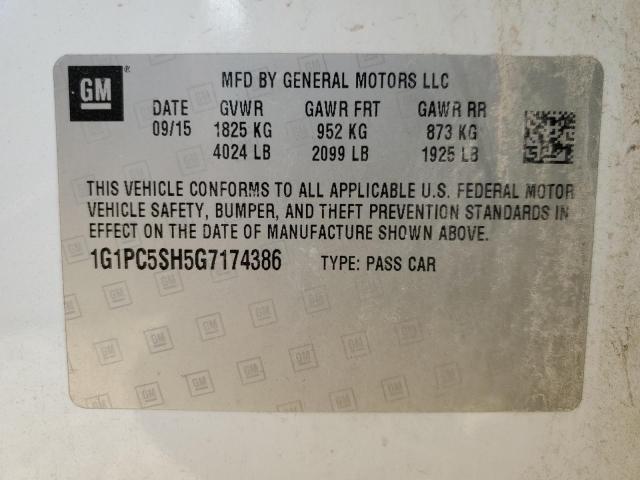 GM ® MFD BY GENERAL MOTORS LLC
DATE GVWR GAWR FRT GAWR RR
09/15 1825 KG 952 KG 873 KG
4024 LB 2099 LB 1925 LB
THIS VEHICLE CONFORMS TO ALL APPLICABLE U.S. FEDERAL MOTOR
VEHICLE SAFETY, BUMPER, AND THEFT PREVENTION STANDARDS IN
EFFECT ON THE DATE OF MANUFACTURE SHOWN ABOVE.
1G1PC5SH5G7174386 TYPE: PASS CAR